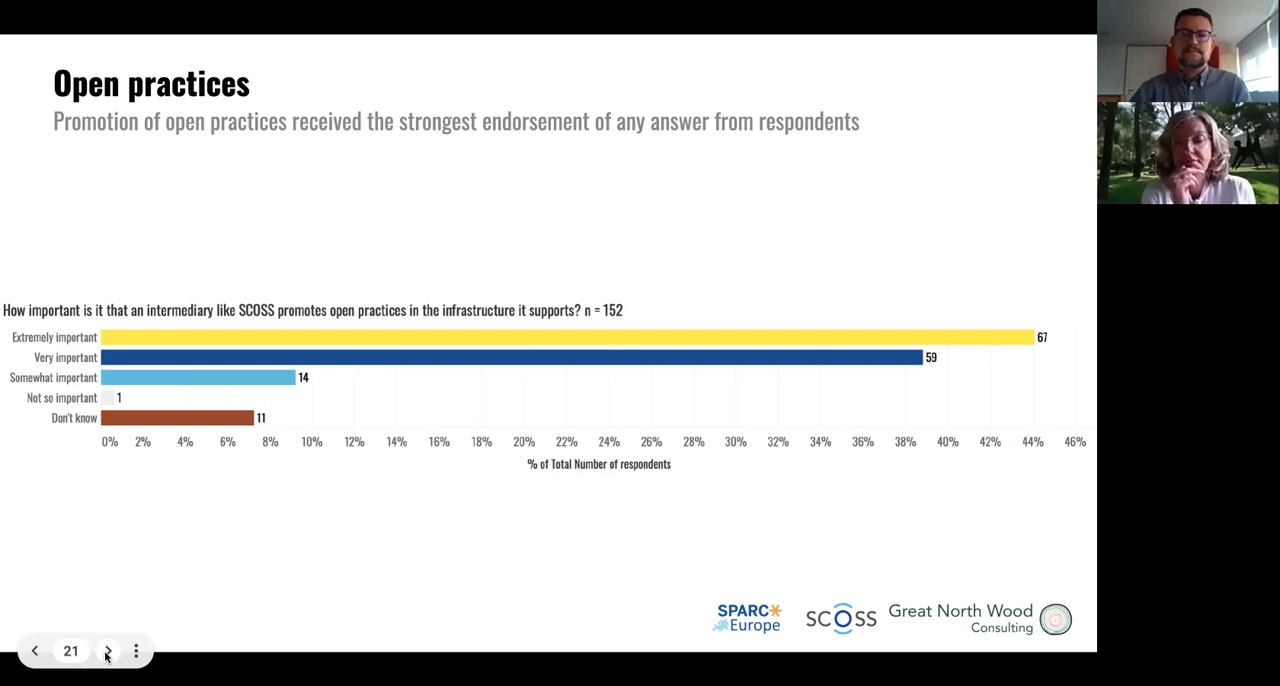 Open practices
Promotion of open practices received the strongest endorsement of any answer from respondents
How important is it that an intermediary like SCOSS promotes open practices in the infrastructure it supports? n = 152
Extremely important 67
Very important 59
Somewhat important 14
Not so important 1
Don't know 11
0% 2% 4% 6% 8% 10% 12% 14% 16% 18% 20% 22% 24% 26% 28% 30% 32% 34% 36% 38% 40% 42% 44% 46%
% of Total Number of respondents
SPARC Europe
SCOSS
Great North Wood
Consulting
21